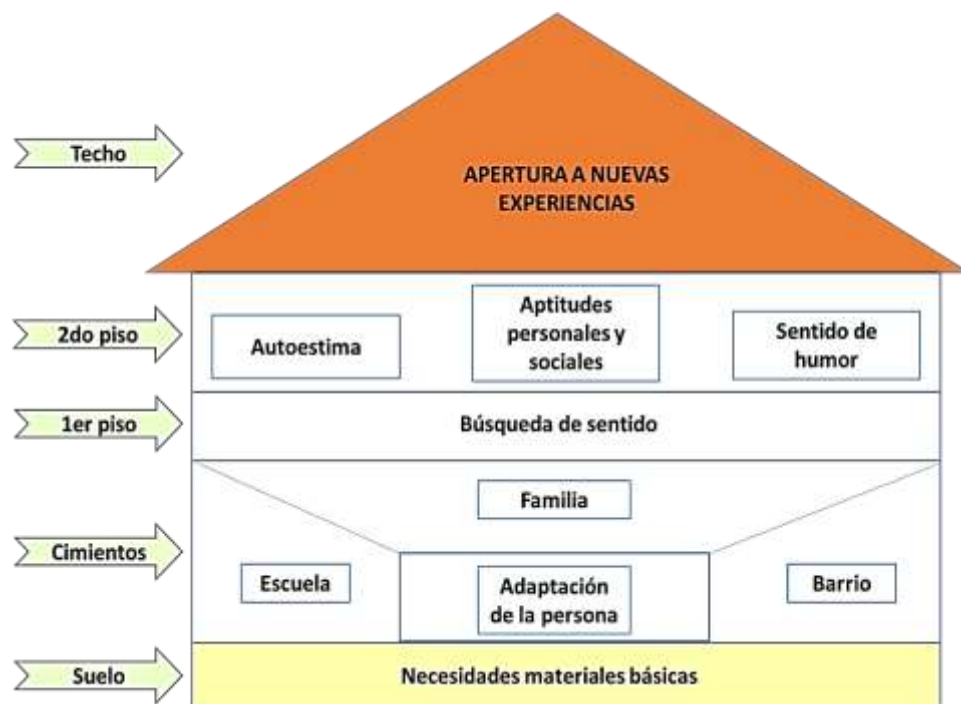 Techo
APERTURA A NUEVAS
EXPERIENCIAS
2do piso
Autoestima
Aptitudes
personales y
sociales
Sentido de
humor
1er piso
Búsqueda de sentido
Cimientos
Familia
Escuela
Adaptación
de la persona
Barrio
Suelo
Necesidades materiales básicas